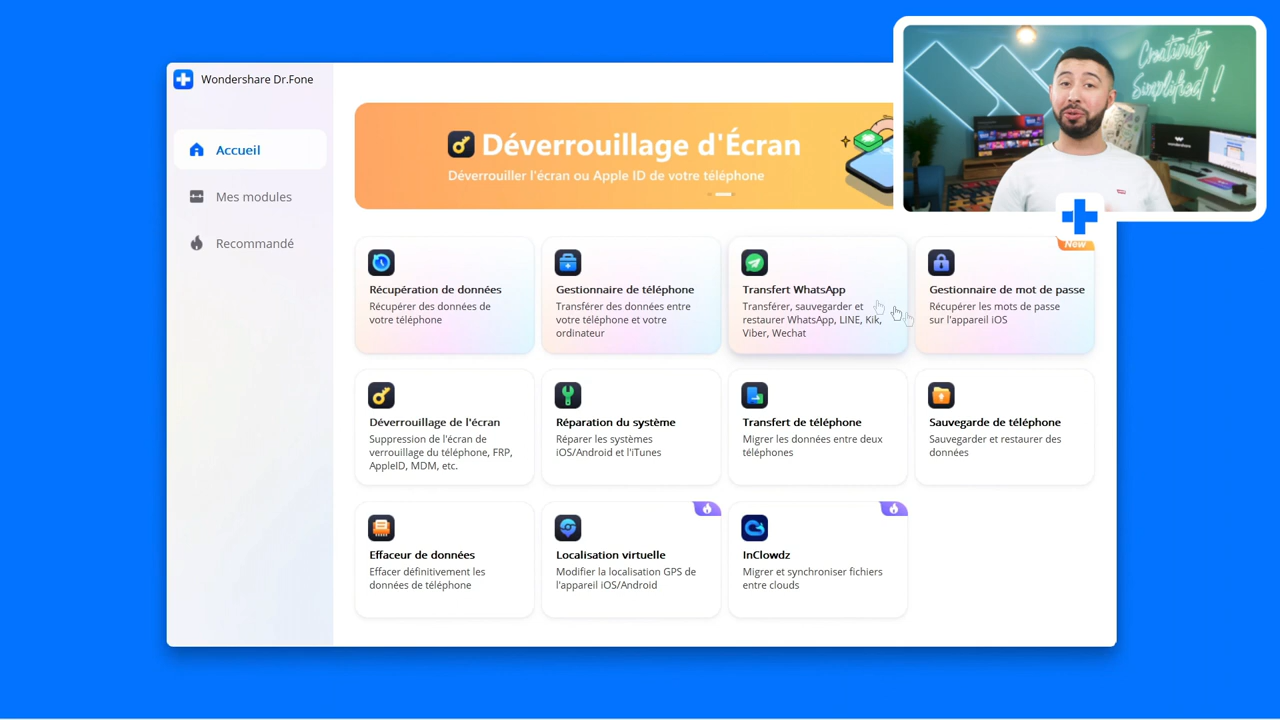 Wondershare Dr.Fone
Accueil
Mes modules
Recommandé
Déverrouillage d'Écran
Déverrouiller l'écran ou Apple ID de votre téléphone
Creativity
Simplified !
wondershare
Récupération de données
Récupérer des données de
votre téléphone
Gestionnaire de téléphone
Transférer des données entre
votre téléphone et votre
ordinateur
Transfert WhatsApp
Transférer, sauvegarder et
restaurer WhatsApp, LINE, Kik,
Viber, Wechat
New
Gestionnaire de mot de passe
Récupérer les mots de passe
sur l'appareil iOS
Déverrouillage de l'écran
Suppression de l'écran de
verrouillage du téléphone, FRP,
AppleID, MDM, etc.
Réparation du système
Réparer les systèmes
iOS/Android et l'iTunes
Transfert de téléphone
Migrer les données entre deux
téléphones
Sauvegarde de téléphone
Sauvegarder et restaurer des
données
Effaceur de données
Effacer définitivement les
données de téléphone
Localisation virtuelle
Modifier la localisation GPS de
l'appareil iOS/Android
InClowdz
Migrer et synchroniser fichiers
entre clouds